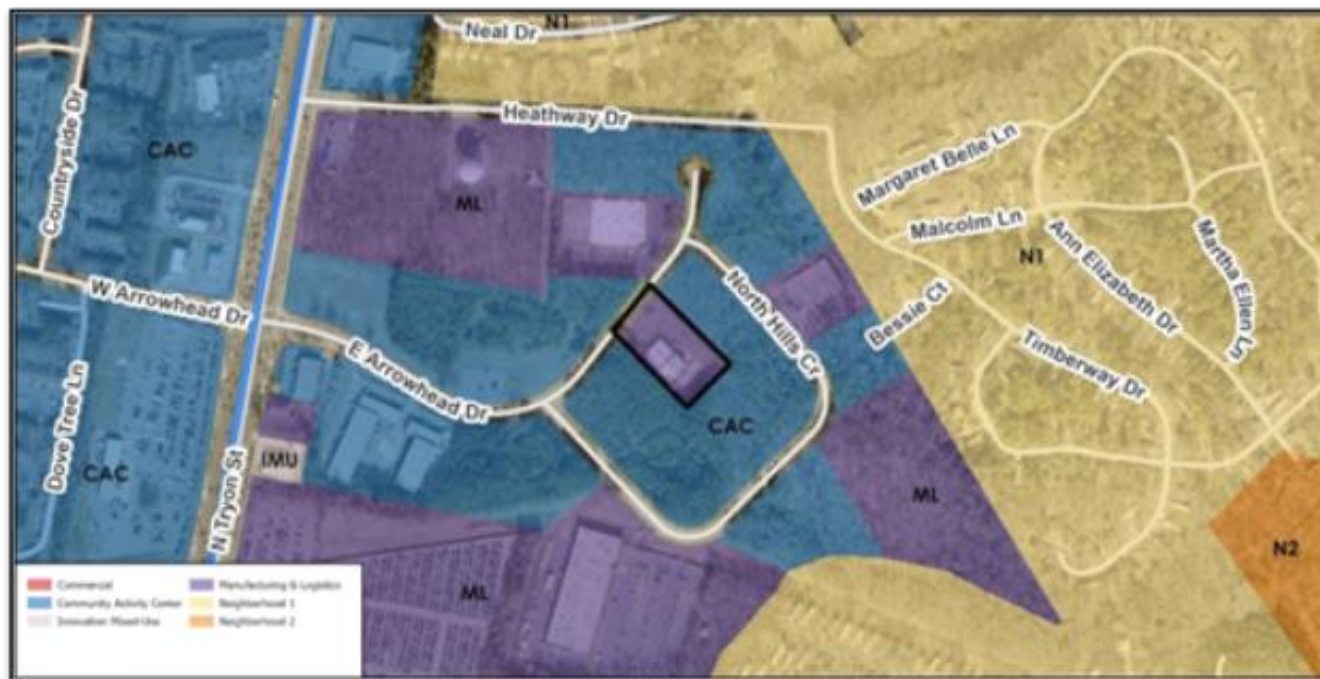 N1
Neal Dr
Heathway Dr
Countryside Dr
CAC
Margaret Belle Ln
ML
Malcolm Ln
Ann Elizabeth Dr
Martha Ellen Ln
N1
W Arrowhead Dr
North Hills Cr
Bessie Ct
Timberway Dr
E Arrowhead Dr
CAC
Dove Tree Ln
CAC
IMU
N Tryon St
ML
N2
ML
Commercial
Community Activity Center
Innovation Mixed-Use
Manufacturing & Logistics
Neighborhood 1
Neighborhood 2